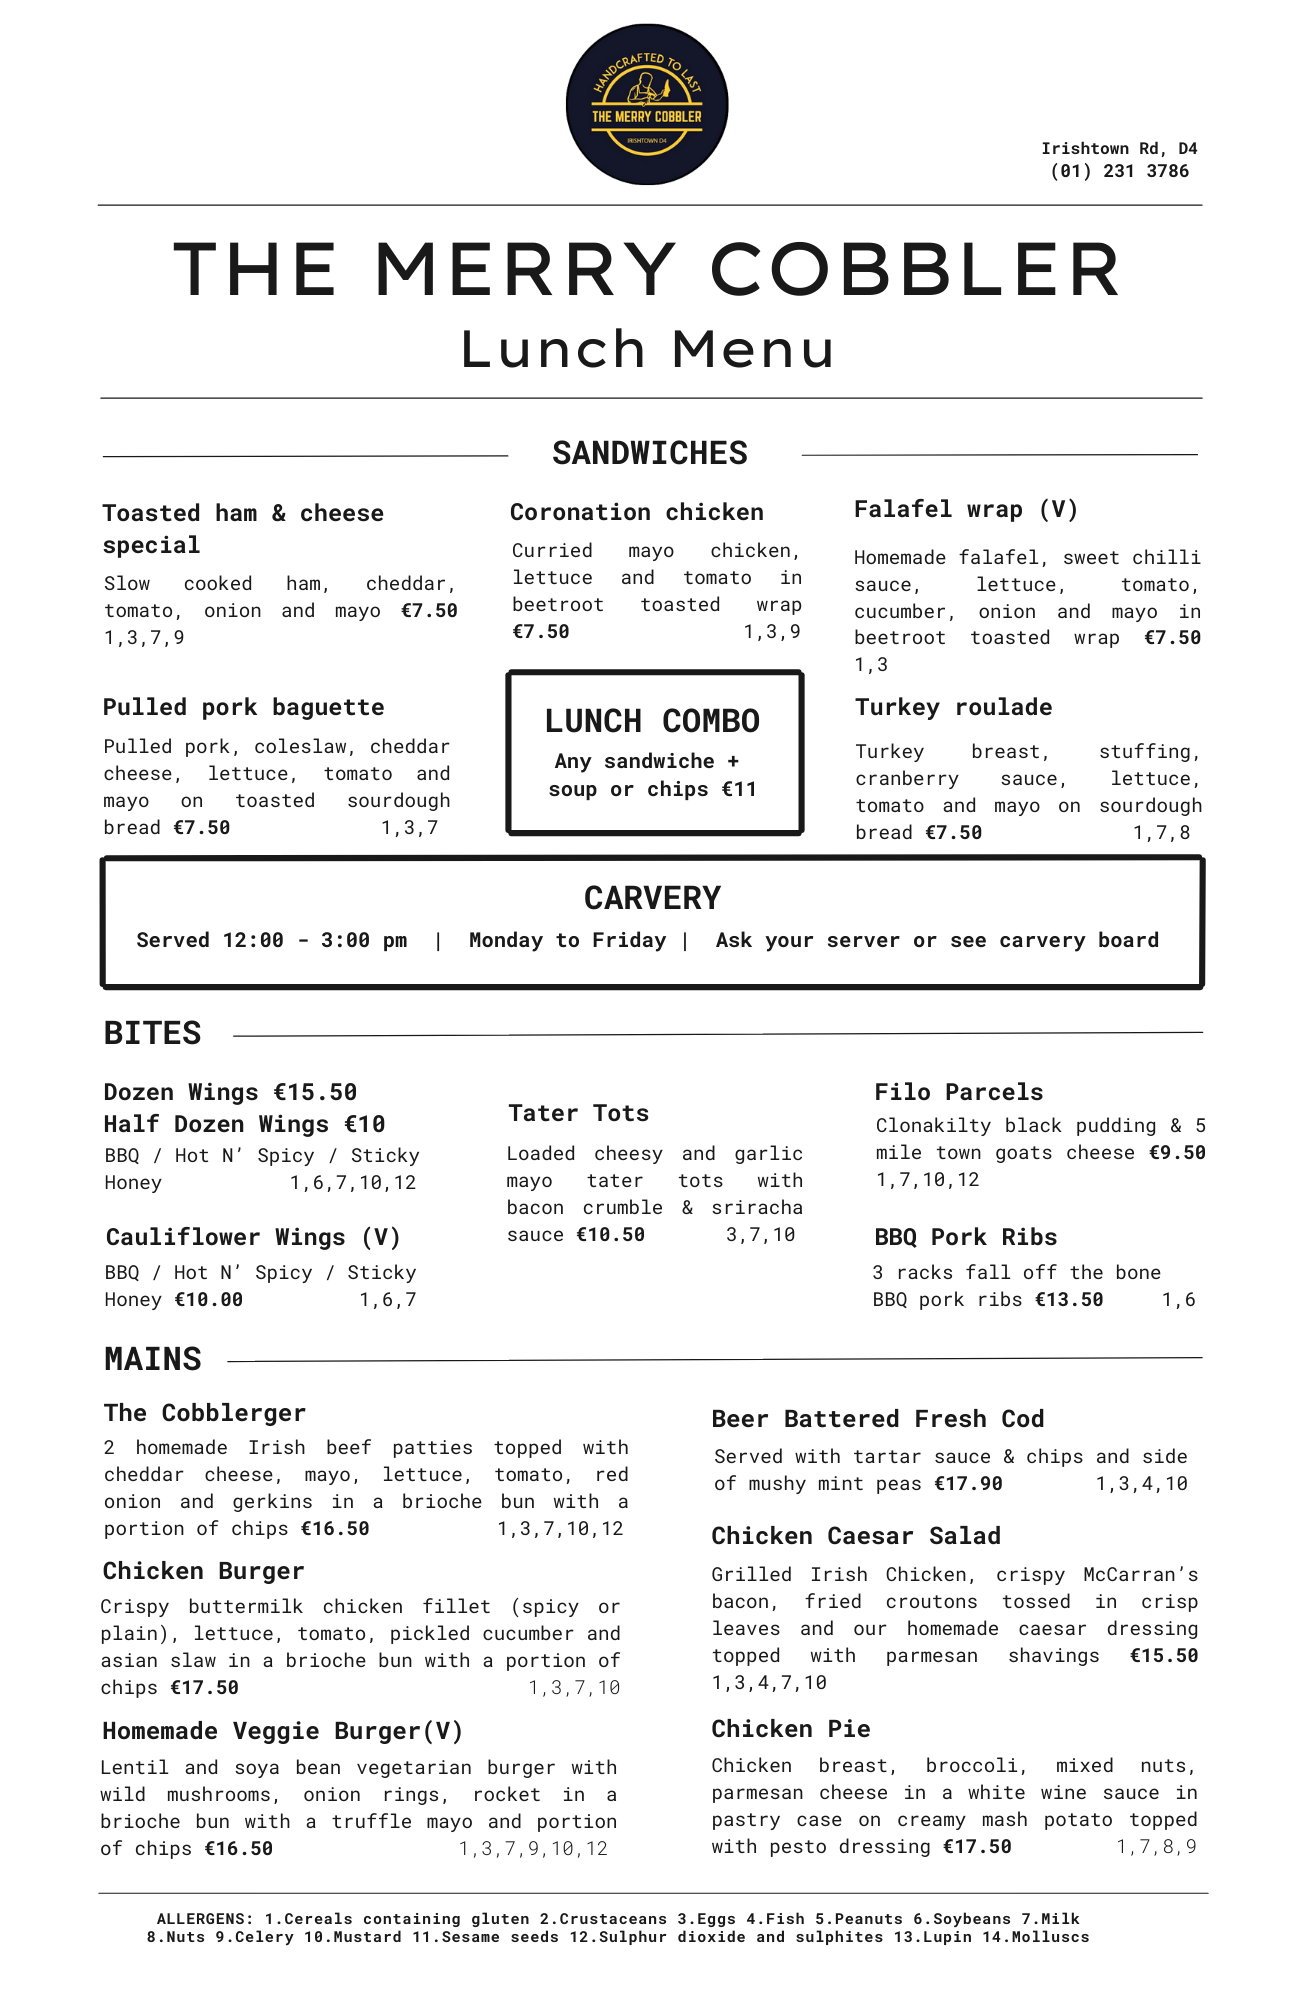 HANDCRAFTED TO LAST
THE MERRY COBBLER
IRISHTOWN D4
Irishtown Rd, D4
(01) 231 3786
THE MERRY COBBLER
Lunch Menu
SANDWICHES
Toasted ham & cheese
special
Slow cooked ham, cheddar,
tomato, onion and mayo €7.50
1,3,7,9
Coronation chicken
Curried mayo chicken,
lettuce and tomato in
beetroot toasted wrap
€7.50 1,3,9
Falafel wrap (V)
Homemade falafel, sweet chilli
sauce, lettuce, tomato,
cucumber, onion and mayo in
beetroot toasted wrap €7.50
1,3
Pulled pork baguette
Pulled pork, coleslaw, cheddar
cheese, lettuce, tomato and
mayo on toasted sourdough
bread €7.50 1,3,7
LUNCH COMBO
Any sandwiche +
soup or chips €11
Turkey roulade
Turkey breast, stuffing,
cranberry sauce, lettuce,
tomato and mayo on sourdough
bread €7.50 1,7,8
CARVERY
Served 12:00 - 3:00 pm | Monday to Friday | Ask your server or see carvery board
BITES
Dozen Wings €15.50
Half Dozen Wings €10
BBQ / Hot N’ Spicy / Sticky
Honey 1,6,7,10,12
Cauliflower Wings (V)
BBQ / Hot N’ Spicy / Sticky
Honey €10.00 1,6,7
Tater Tots
Loaded cheesy and garlic
mayo tater tots with
bacon crumble & sriracha
sauce €10.50 3,7,10
Filo Parcels
Clonakilty black pudding & 5
mile town goats cheese €9.50
1,7,10,12
BBQ Pork Ribs
3 racks fall off the bone
BBQ pork ribs €13.50 1,6
MAINS
The Cobblerger
2 homemade Irish beef patties topped with
cheddar cheese, mayo, lettuce, tomato, red
onion and gerkins in a brioche bun with a
portion of chips €16.50 1,3,7,10,12
Chicken Burger
Crispy buttermilk chicken fillet (spicy or
plain), lettuce, tomato, pickled cucumber and
asian slaw in a brioche bun with a portion of
chips €17.50 1,3,7,10
Homemade Veggie Burger(V)
Lentil and soya bean vegetarian burger with
wild mushrooms, onion rings, rocket in a
brioche bun with a truffle mayo and portion
of chips €16.50 1,3,7,9,10,12
Beer Battered Fresh Cod
Served with tartar sauce & chips and side
of mushy mint peas €17.90 1,3,4,10
Chicken Caesar Salad
Grilled Irish Chicken, crispy McCarran’s
bacon, fried croutons tossed in crisp
leaves and our homemade caesar dressing
topped with parmesan shavings €15.50
1,3,4,7,10
Chicken Pie
Chicken breast, broccoli, mixed nuts,
parmesan cheese in a white wine sauce in
pastry case on creamy mash potato topped
with pesto dressing €17.50 1,7,8,9
ALLERGENS: 1.Cereals containing gluten 2.Crustaceans 3.Eggs 4.Fish 5.Peanuts 6.Soybeans 7.Milk
8.Nuts 9.Celery 10.Mustard 11.Sesame seeds 12.Sulphur dioxide and sulphites 13.Lupin 14.Molluscs